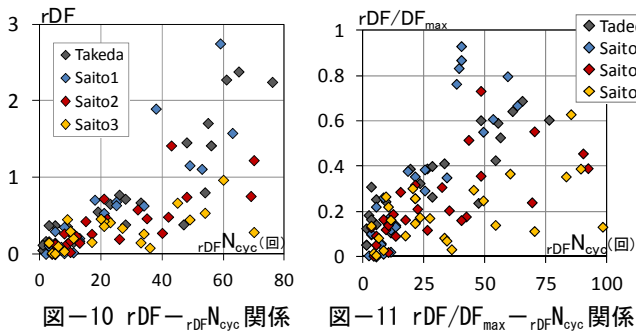 rDF
3
2
1
0
0
20
40
60
80
Takeda
Saito1
Saito2
Saito3
rDFNcyc(回)
図－10 rDF－rDFNcyc関係
rDF/DFmax
1
0.8
0.6
0.4
0.2
0
0
25
50
75
100
Taded
Saito
Saito
Saito
rDFNcyc(回)
図－11 rDF/DFmax－rDFNcyc関係